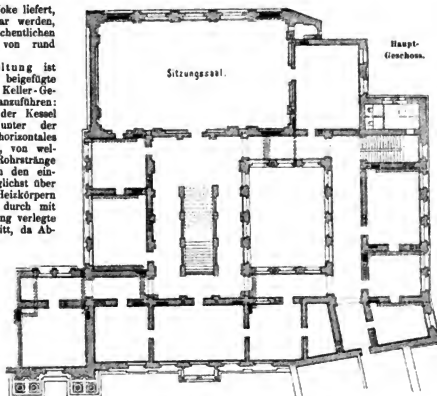 oke liefert,
ar werden,
chentlichen
von rund
ltung ist
beigefügte
Keller-Ge-
anzuführen:
der Kessel
unter der
horizontales
, von wel-
Rohrstränge
n den ein-
glichst über
Heizkörpern
durch mit
ng verlegte
itt, da Ab-
Sitzungssaal.
Haupt-
Geschoss.